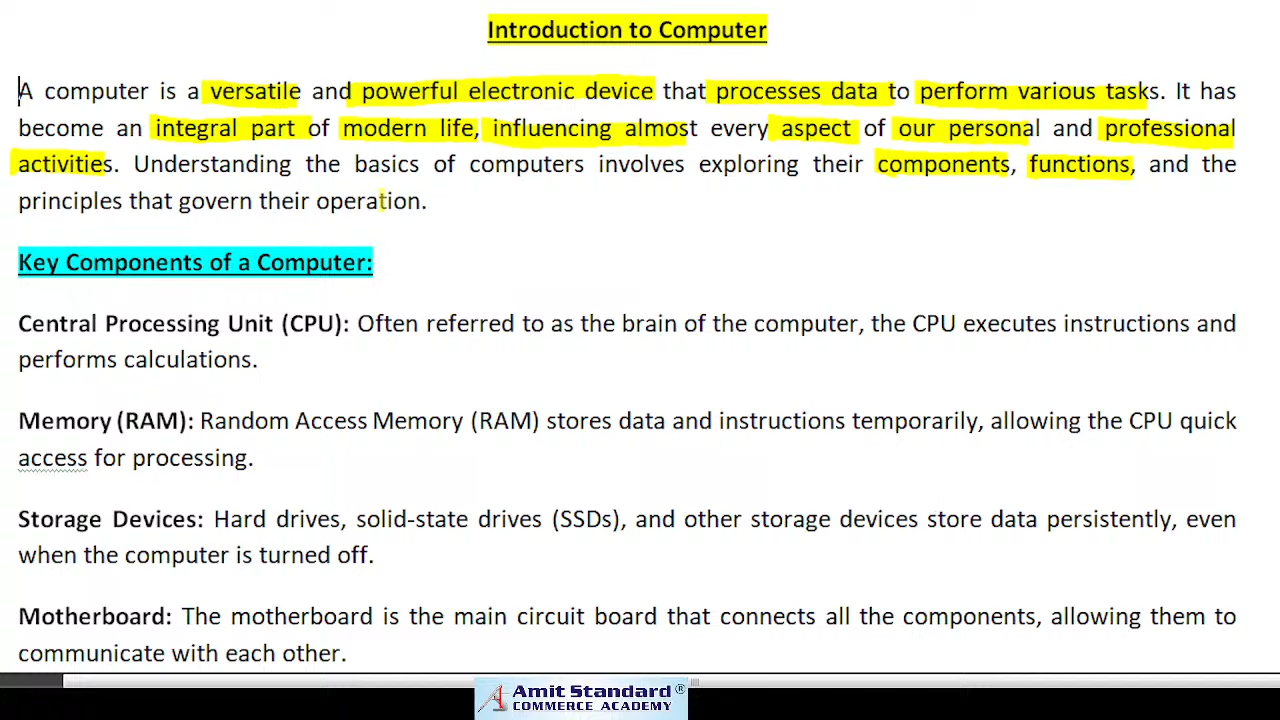 Introduction to Computer
A computer is a versatile and powerful electronic device that processes data to perform various tasks. It has
become an integral part of modern life, influencing almost every aspect of our personal and professional
activities. Understanding the basics of computers involves exploring their components, functions, and the
principles that govern their operation.
Key Components of a Computer:
Central Processing Unit (CPU): Often referred to as the brain of the computer, the CPU executes instructions and
performs calculations.
Memory (RAM): Random Access Memory (RAM) stores data and instructions temporarily, allowing the CPU quick
access for processing.
Storage Devices: Hard drives, solid-state drives (SSDs), and other storage devices store data persistently, even
when the computer is turned off.
Motherboard: The motherboard is the main circuit board that connects all the components, allowing them to
communicate with each other.
Amit Standard®
COMMERCE ACADEMY